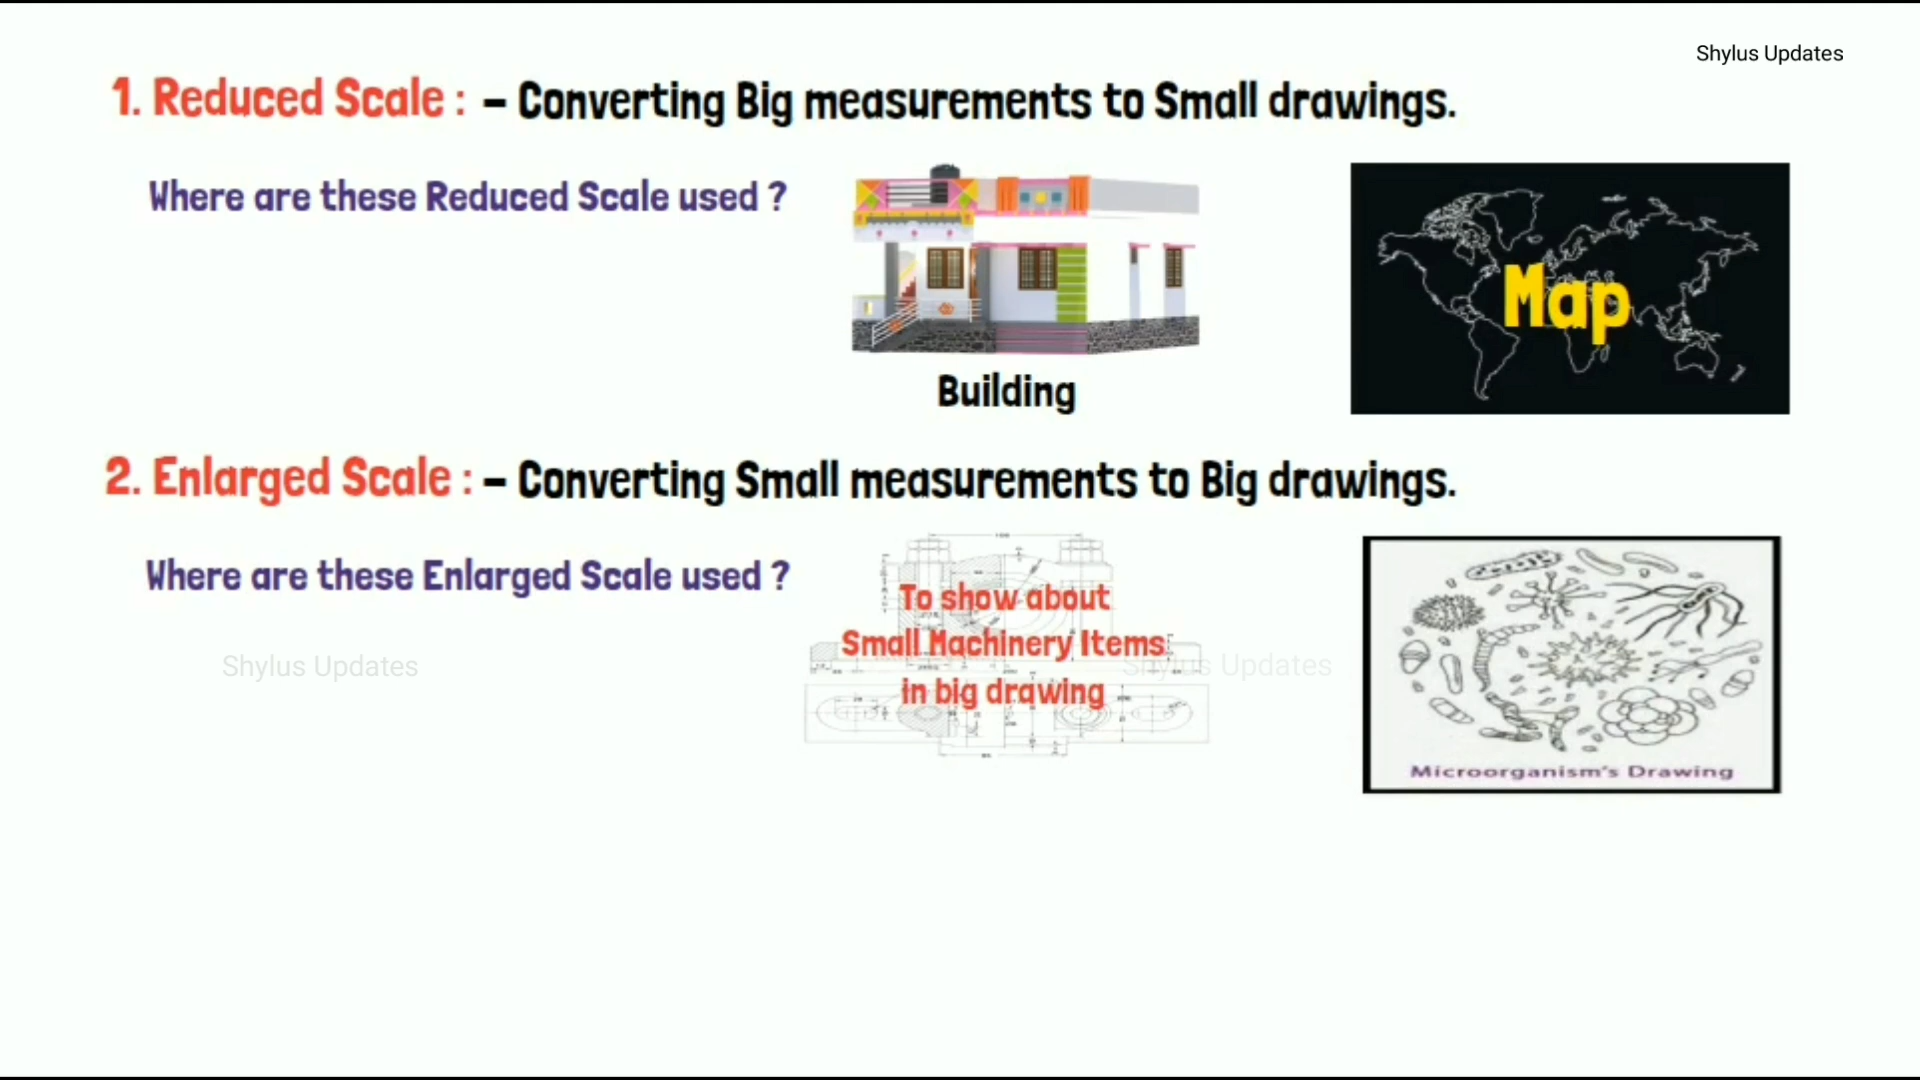 Shylus Updates
1. Reduced Scale : – Converting Big measurements to Small drawings.
Where are these Reduced Scale used ?
Map
Building
2. Enlarged Scale : – Converting Small measurements to Big drawings.
Where are these Enlarged Scale used ?
To show about
Small Machinery Items
in big drawing
Shylus Updates
Shylus Updates
Microorganism's Drawing